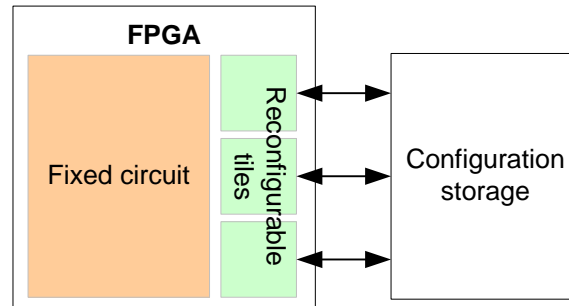 FPGA
Fixed circuit
Reconfigurable
tiles
Configuration
storage